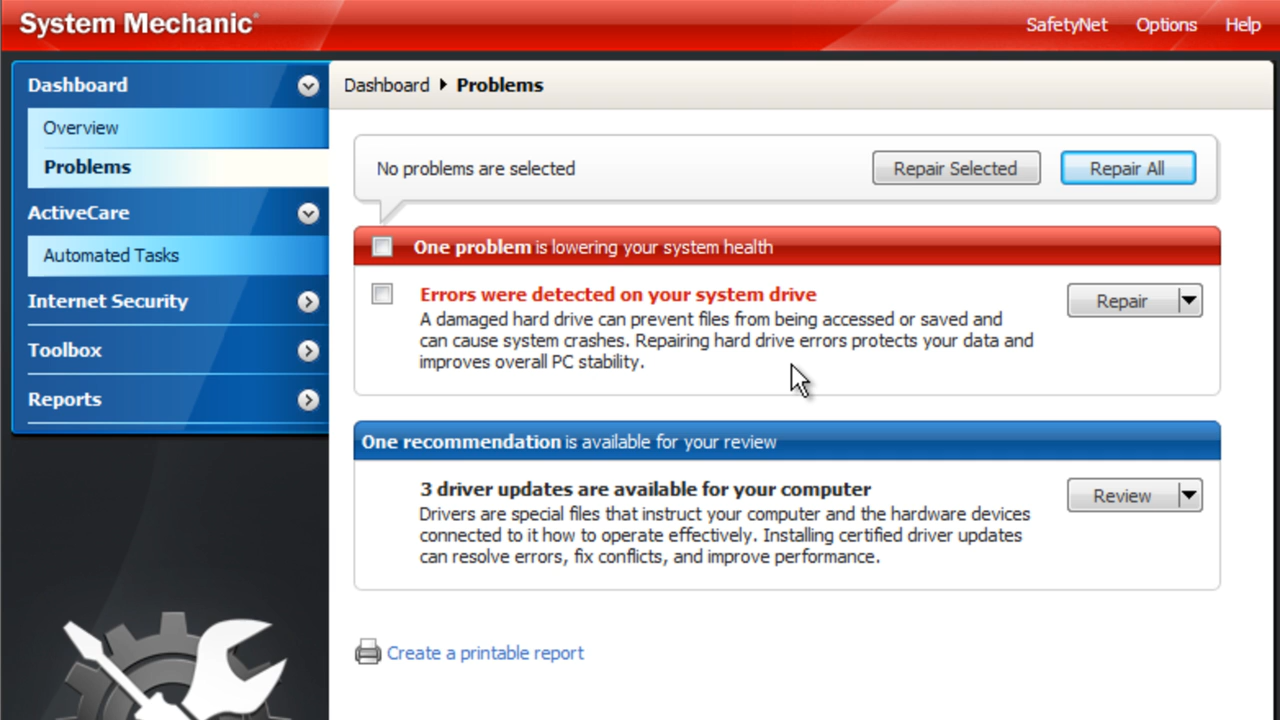 System Mechanic®
SafetyNet Options Help
Dashboard
Overview
Problems
ActiveCare
Automated Tasks
Internet Security
Toolbox
Reports
Dashboard Problems
No problems are selected
Repair Selected
Repair All
One problem is lowering your system health
Errors were detected on your system drive
A damaged hard drive can prevent files from being accessed or saved and
can cause system crashes. Repairing hard drive errors protects your data and
improves overall PC stability.
Repair
One recommendation is available for your review
3 driver updates are available for your computer
Drivers are special files that instruct your computer and the hardware devices
connected to it how to operate effectively. Installing certified driver updates
can resolve errors, fix conflicts, and improve performance.
Review
Create a printable report